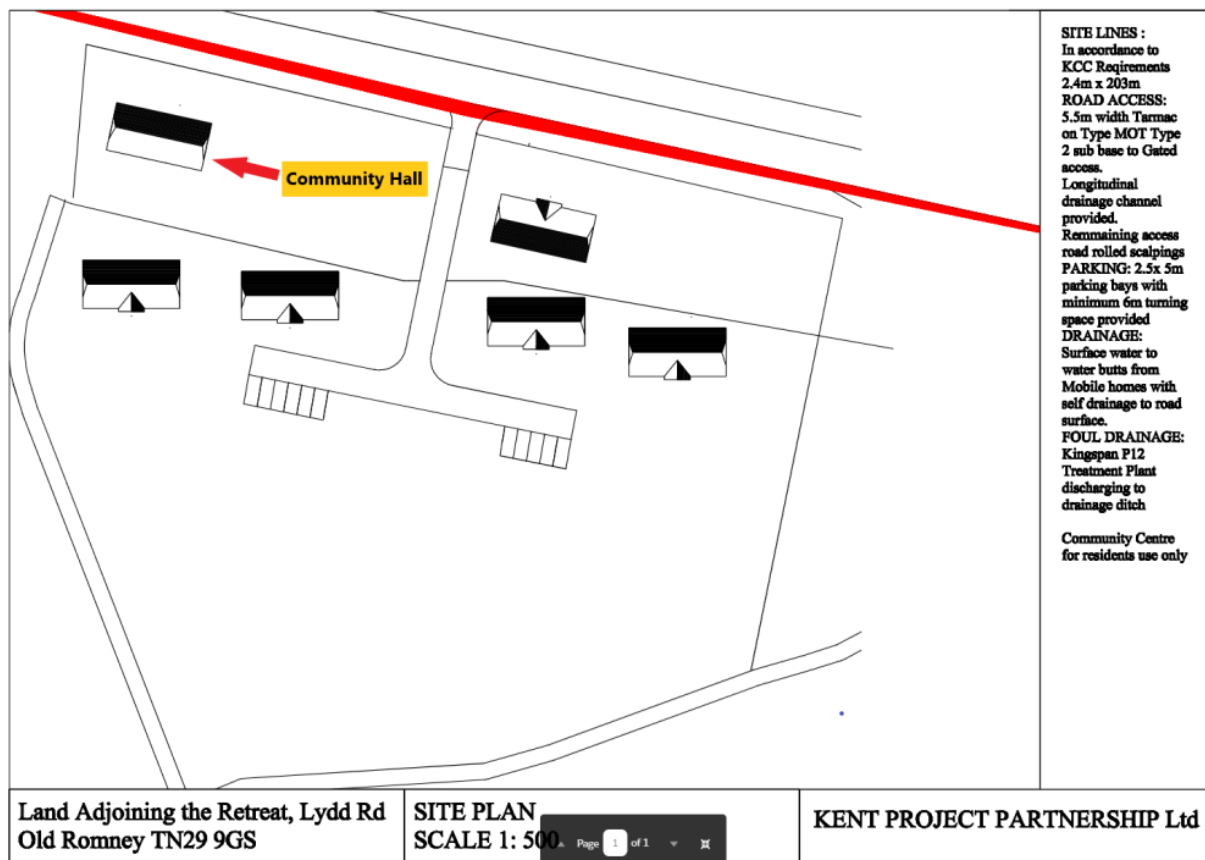 SITE LINES :
In accordance to
KCC Reqirements
2.4m x 203m
ROAD ACCESS:
5.5m width Tarmac
on Type MOT Type
2 sub base to Gated
access.
Longitudinal
drainage channel
provided.
Remmaining access
road rolled scalpings
PARKING: 2.5x 5m
parking bays with
minimum 6m turning
space provided
DRAINAGE:
Surface water to
water butts from
Mobile homes with
self drainage to road
surface.
FOUL DRAINAGE:
Kingspan P12
Treatment Plant
discharging to
drainage ditch
Community Centre
for residents use only
Community Hall
Land Adjoining the Retreat, Lydd Rd
Old Romney TN29 9GS
SITE PLAN
SCALE 1: 500
Page 1 of 1
KENT PROJECT PARTNERSHIP Ltd